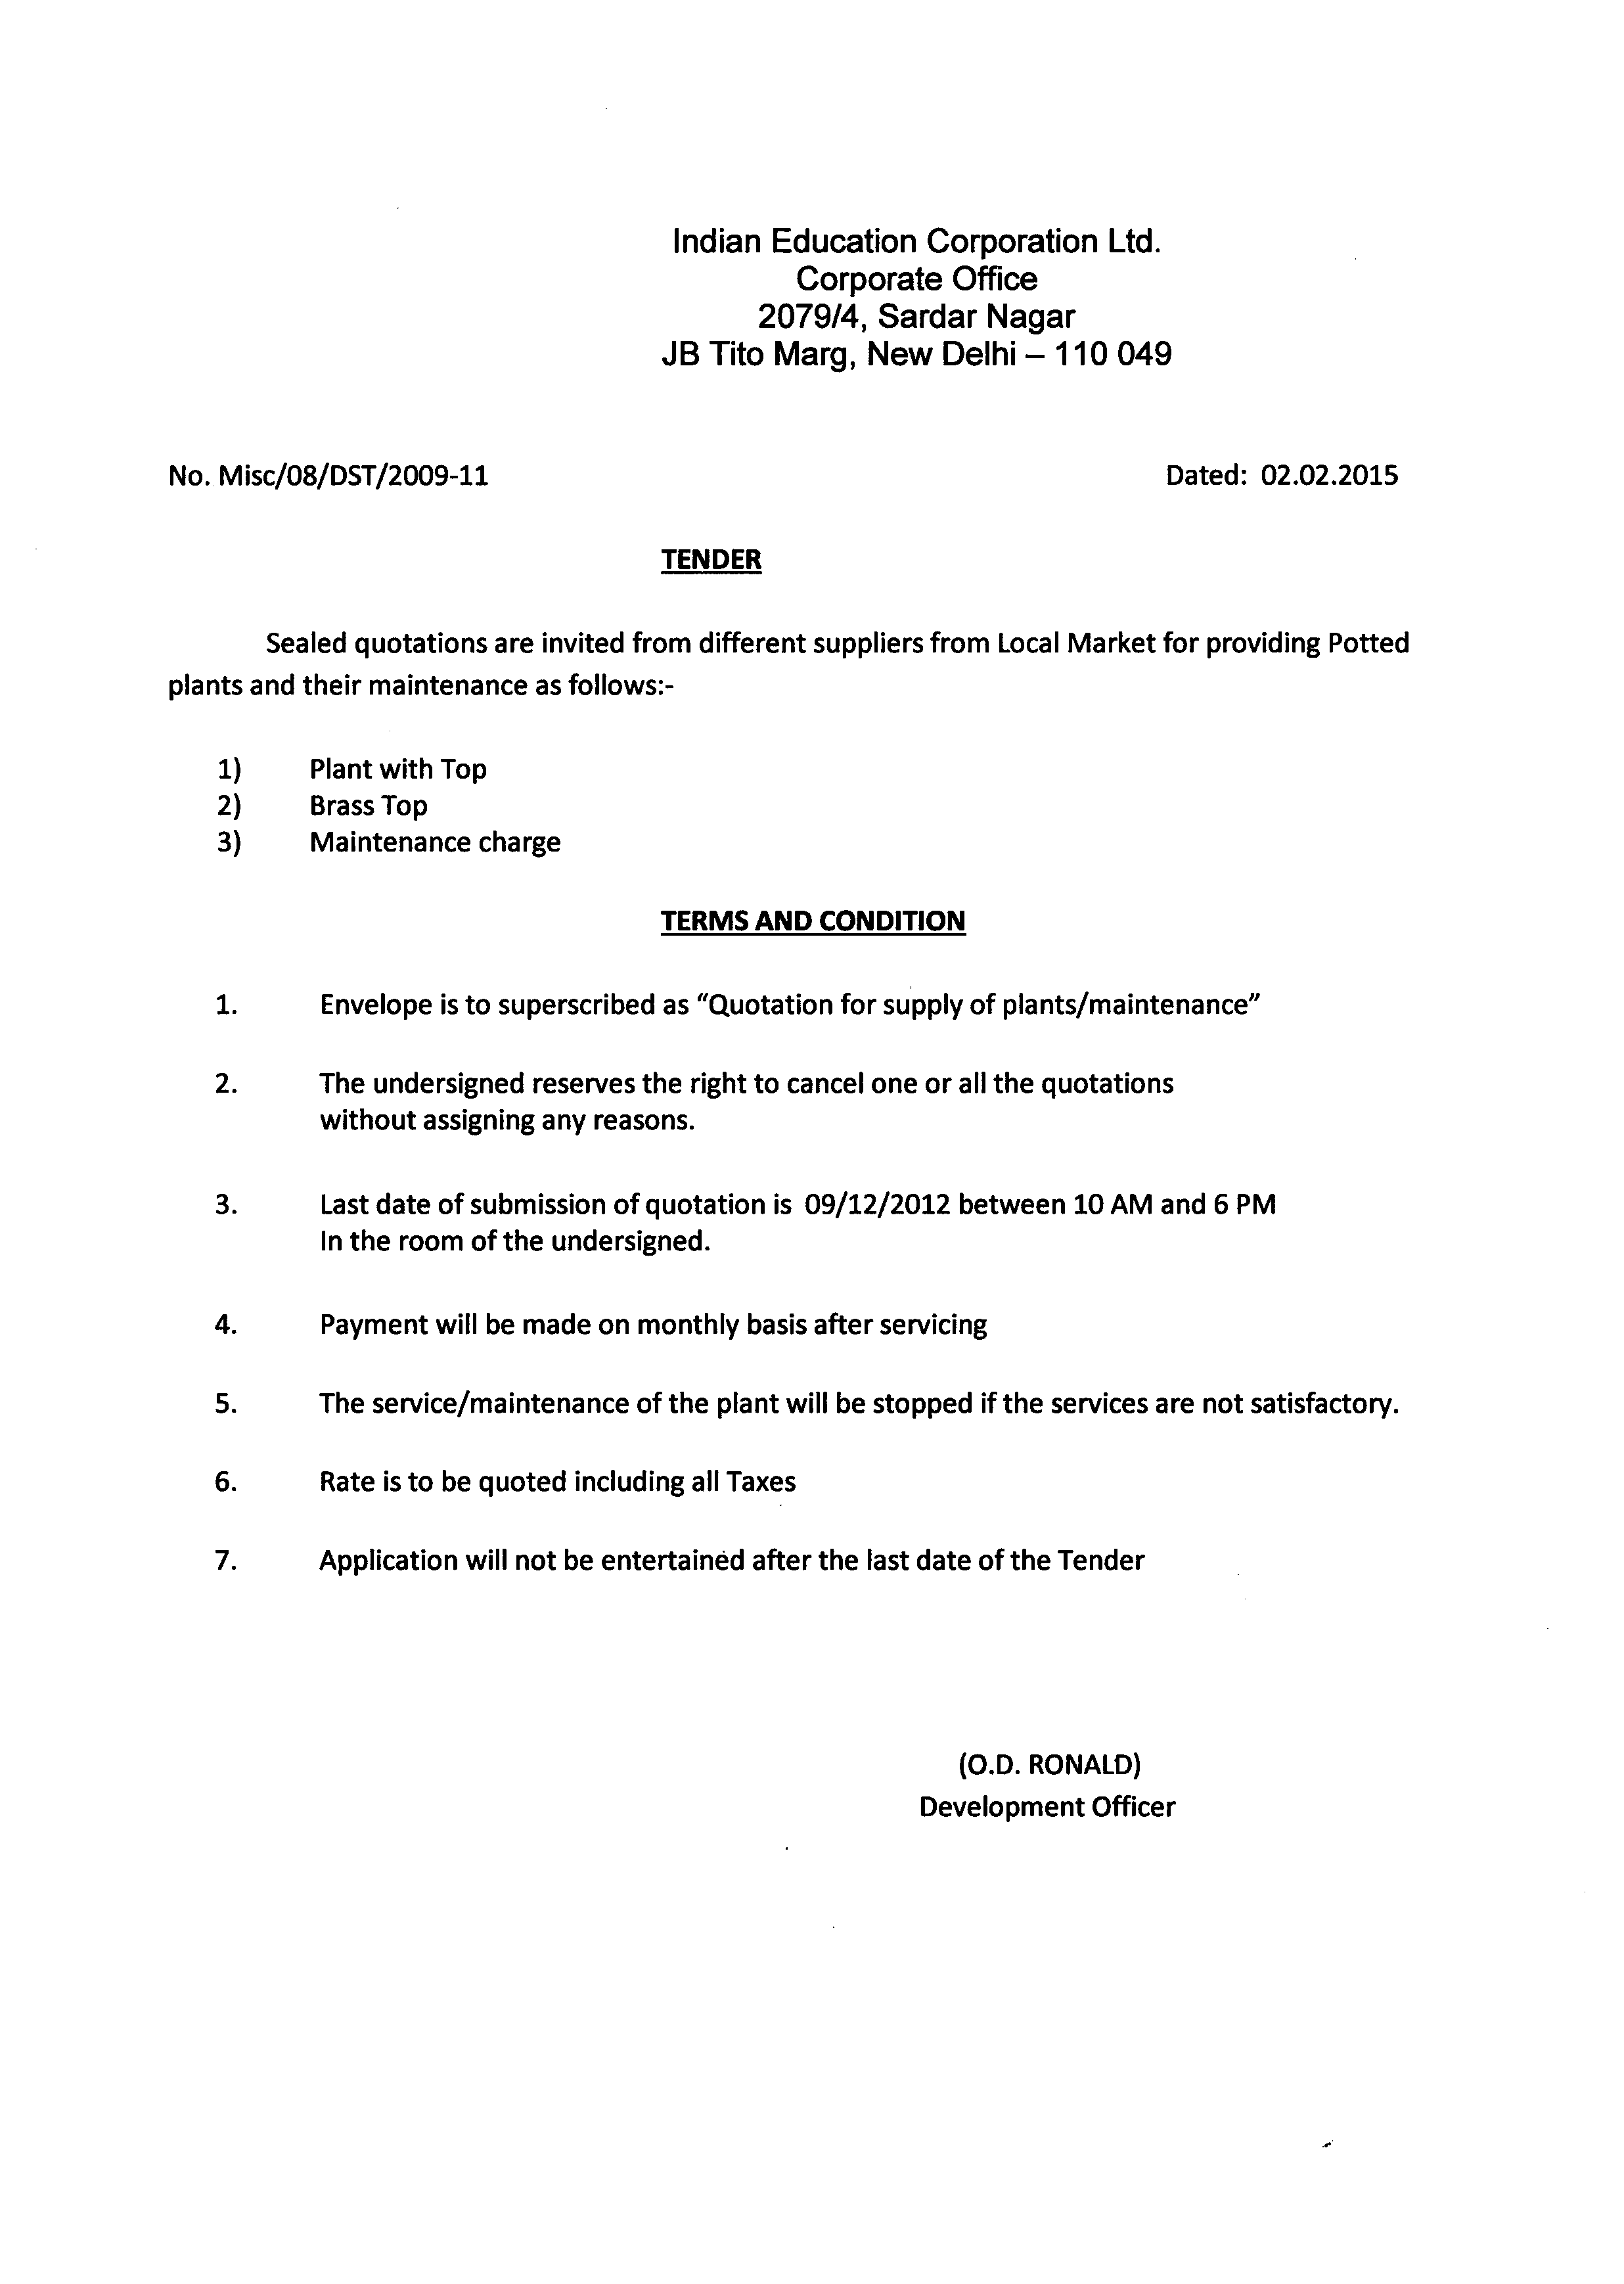 Indian Education Corporation Ltd.
Corporate Office
2079/4, Sardar Nagar
JB Tito Marg, New Delhi – 110 049
No. Misc/08/DST/2009-11 Dated: 02.02.2015
TENDER
Sealed quotations are invited from different suppliers from Local Market for providing Potted
plants and their maintenance as follows:-
1) Plant with Top
2) Brass Top
3) Maintenance charge
TERMS AND CONDITION
1. Envelope is to superscribed as “Quotation for supply of plants/maintenance”
2. The undersigned reserves the right to cancel one or all the quotations
without assigning any reasons.
3. Last date of submission of quotation is 09/12/2012 between 10 AM and 6 PM
In the room of the undersigned.
4. Payment will be made on monthly basis after servicing
5. The service/maintenance of the plant will be stopped if the services are not satisfactory.
6. Rate is to be quoted including all Taxes
7. Application will not be entertained after the last date of the Tender
(O.D. RONALD)
Development Officer